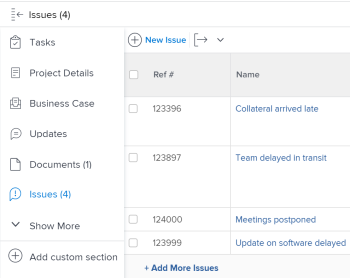 Issues (4)
Tasks
Project Details
Business Case
Updates
Documents (1)
Issues (4)
Show More
Add custom section
New Issue
Ref # Name
123396 Collateral arrived late
123897 Team delayed in transit
124000 Meetings postponed
123999 Update on software delayed
+ Add More Issues